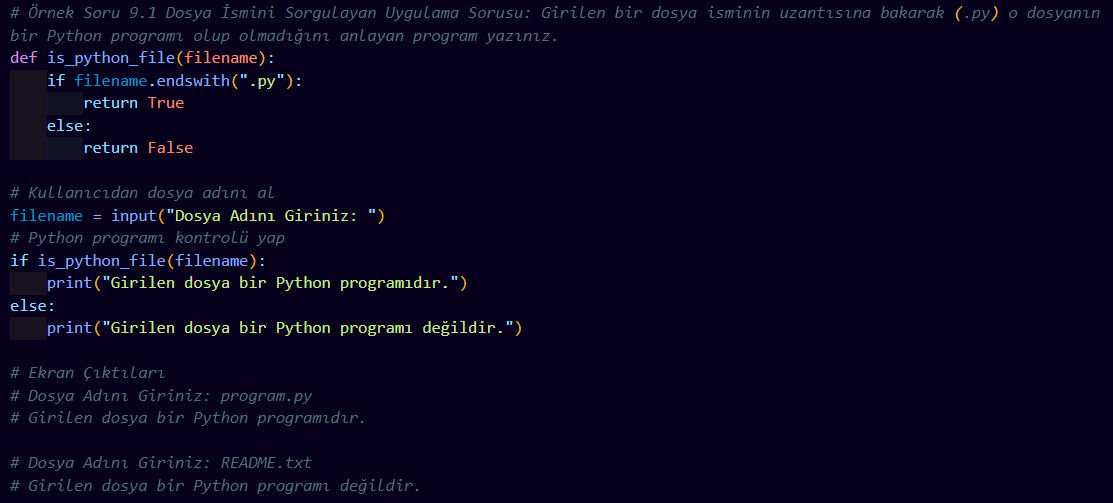 # Örnek Soru 9.1 Dosya İsmini Sorgulayan Uygulama Sorusu: Girilen bir dosya isminin uzantısına bakarak (.py) o dosyanın
bir Python programı olup olmadığını anlayan program yazınız.
def is_python_file(filename):
    if filename.endswith(".py"):
        return True
    else:
        return False

# Kullanıcıdan dosya adını al
filename = input("Dosya Adını Giriniz: ")
# Python programı kontrolü yap
if is_python_file(filename):
    print("Girilen dosya bir Python programıdır.")
else:
    print("Girilen dosya bir Python programı değildir.")

# Ekran Çıktıları
# Dosya Adını Giriniz: program.py
# Girilen dosya bir Python programıdır.

# Dosya Adını Giriniz: README.txt
# Girilen dosya bir Python programı değildir.